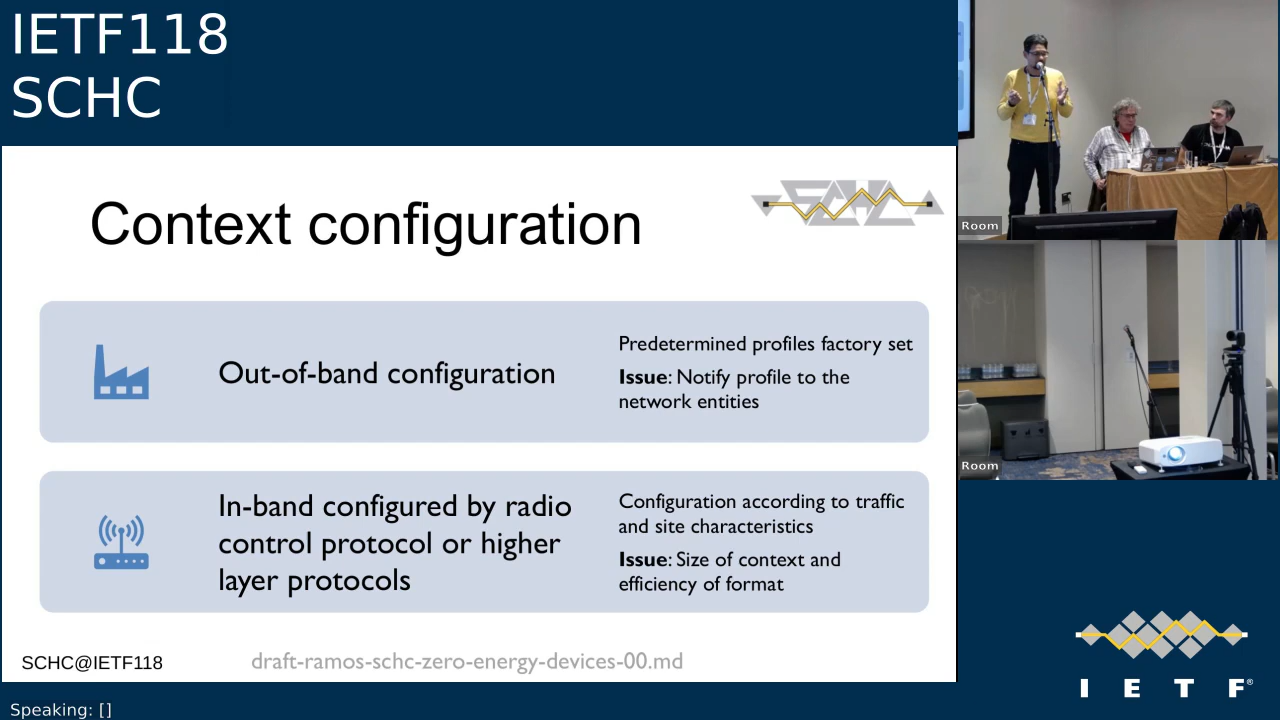 IETF118
SCHC
Context configuration
SCHC
Out-of-band configuration
Predetermined profiles factory set
Issue: Notify profile to the
network entities
In-band configured by radio
control protocol or higher
layer protocols
Configuration according to traffic
and site characteristics
Issue: Size of context and
efficiency of format
SCHC@IETF118
draft-ramos-schc-zero-energy-devices-00.md
Speaking: []
Room
Room
I E T F®